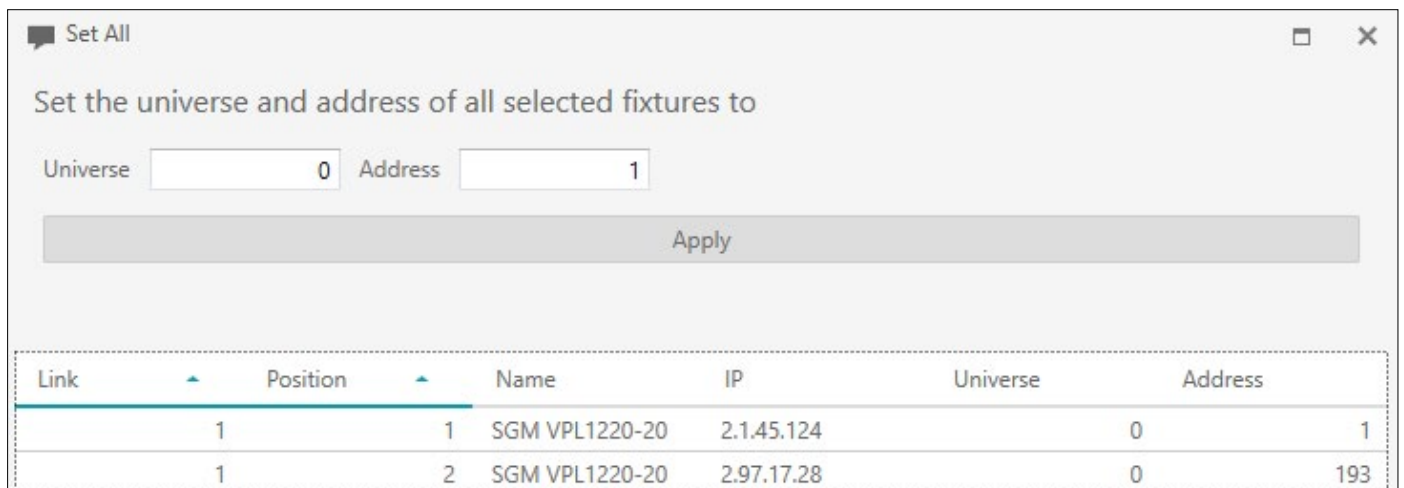 Set All
Set the universe and address of all selected fixtures to
Universe 0 Address 1
Apply
Link Position Name IP Universe Address
1 1 SGM VPL1220-20 2.1.45.124 0 1
1 2 SGM VPL1220-20 2.97.17.28 0 193